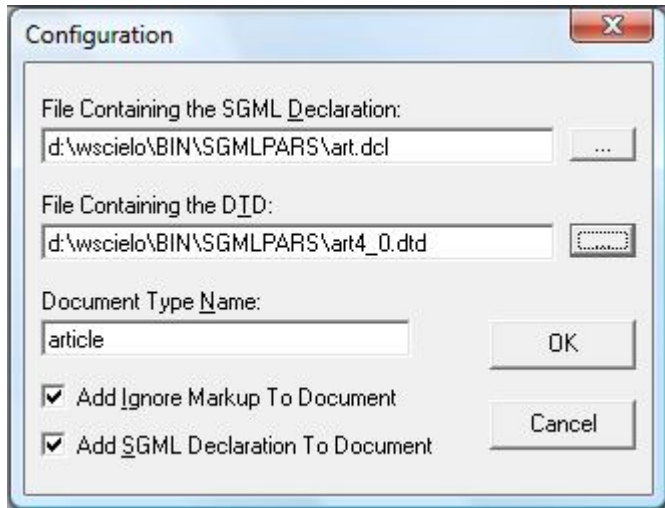 Configuration
File Containing the SGML Declaration:
d:\wscielo\BIN\SGMLPARS\art.dcl
...
File Containing the DTD:
d:\wscielo\BIN\SGMLPARS\art4_0.dtd
...
Document Type Name:
article
OK
Add Ignore Markup To Document
Cancel
Add SGML Declaration To Document